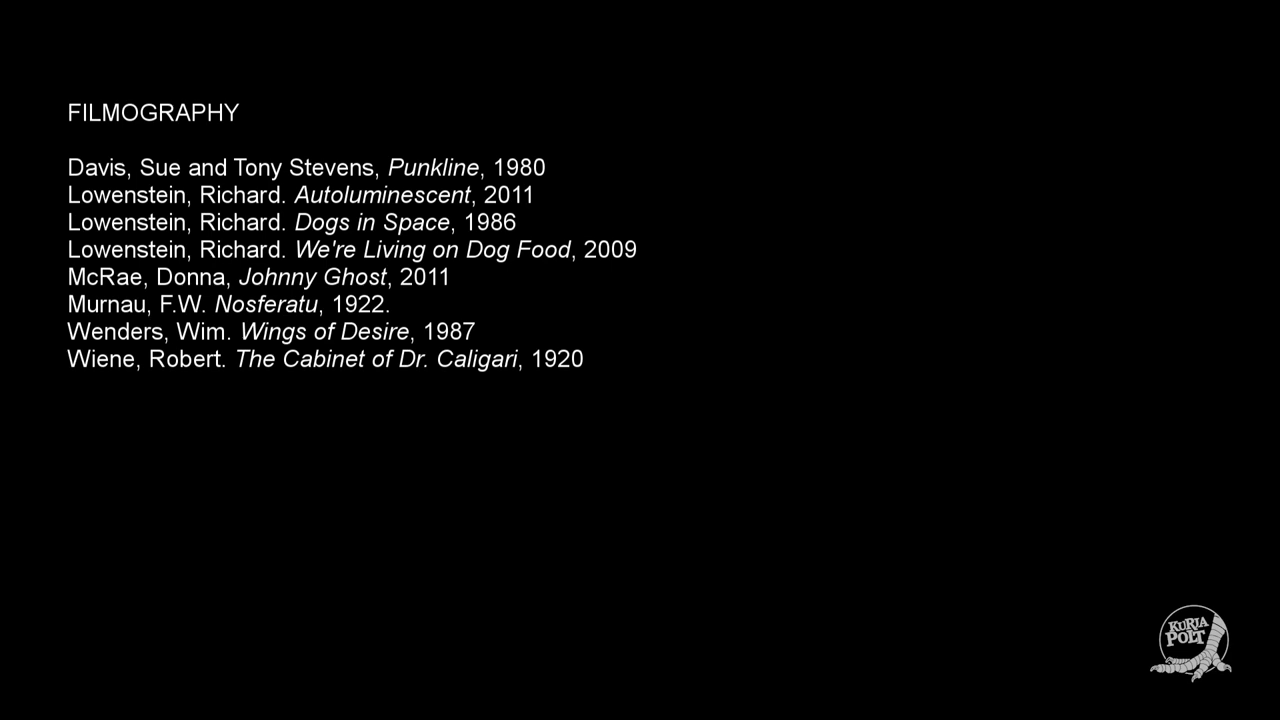 FILMOGRAPHY
Davis, Sue and Tony Stevens, Punkline, 1980
Lowenstein, Richard. Autoluminescent, 2011
Lowenstein, Richard. Dogs in Space, 1986
Lowenstein, Richard. We're Living on Dog Food, 2009
McRae, Donna, Johnny Ghost, 2011
Murnau, F.W. Nosferatu, 1922.
Wenders, Wim. Wings of Desire, 1987
Wiene, Robert. The Cabinet of Dr. Caligari, 1920
KURJA
POLT